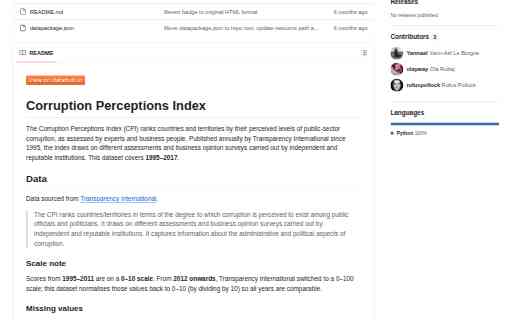 README.md Revert badge to original HTML format 6 months ago
datapackage.json Move datapackage.json to repo root, update resource path a... 6 months ago
README
View on datahub.io
Corruption Perceptions Index
The Corruption Perceptions Index (CPI) ranks countries and territories by their perceived levels of public-sector
corruption, as assessed by experts and business people. Published annually by Transparency International since
1995, the index draws on different assessments and business opinion surveys carried out by independent and
reputable institutions. This dataset covers 1995–2017.
Data
Data sourced from Transparency International.
The CPI ranks countries/territories in terms of the degree to which corruption is perceived to exist among public
officials and politicians. It draws on different assessments and business opinion surveys carried out by
independent and reputable institutions. It captures information about the administrative and political aspects of
corruption.
Scale note
Scores from 1995–2011 are on a 0–10 scale. From 2012 onwards, Transparency International switched to a 0–100
scale; this dataset normalises those values back to 0–10 (by dividing by 10) so all years are comparable.
Missing values
Releases
No releases published
Contributors 3
Yannael Yann-Aël Le Borgne
olayway Ola Rubaj
rufuspollock Rufus Pollock
Languages
Python 100%